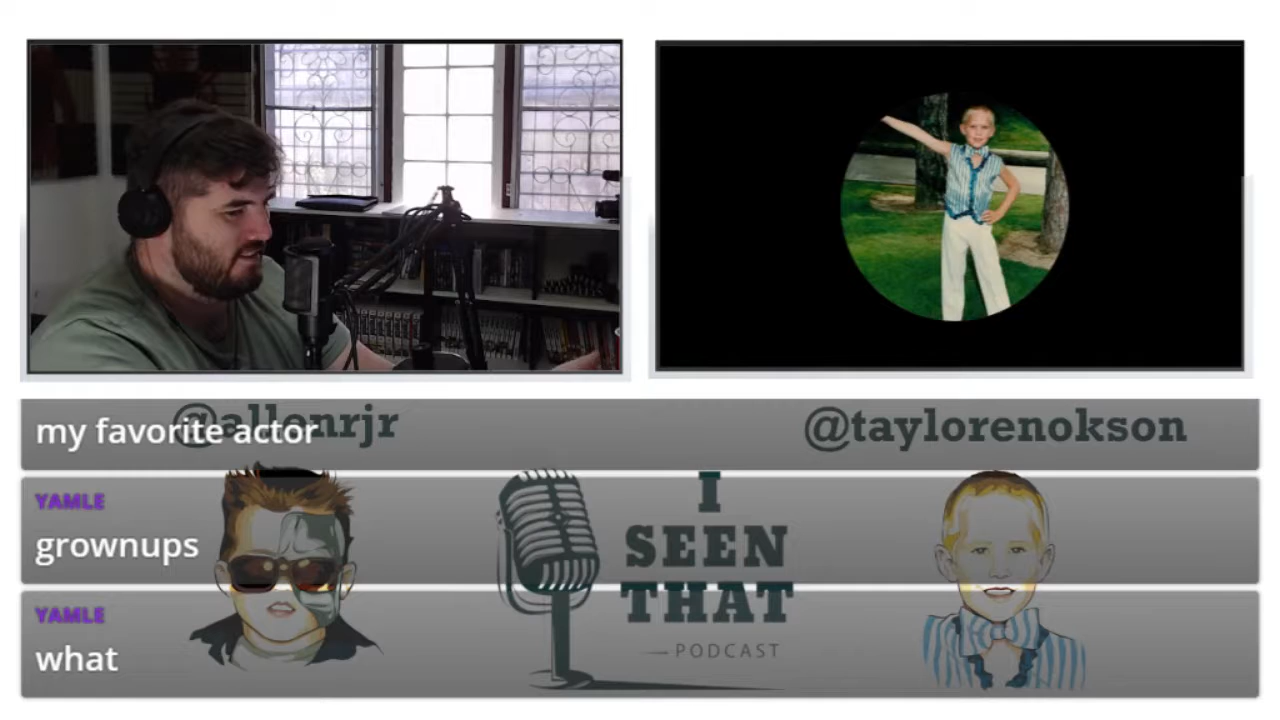 @allenrjr
@taylorenokson
my favorite actor
YAMLE
grownups
YAMLE
what
I
SEEN
THAT
PODCAST